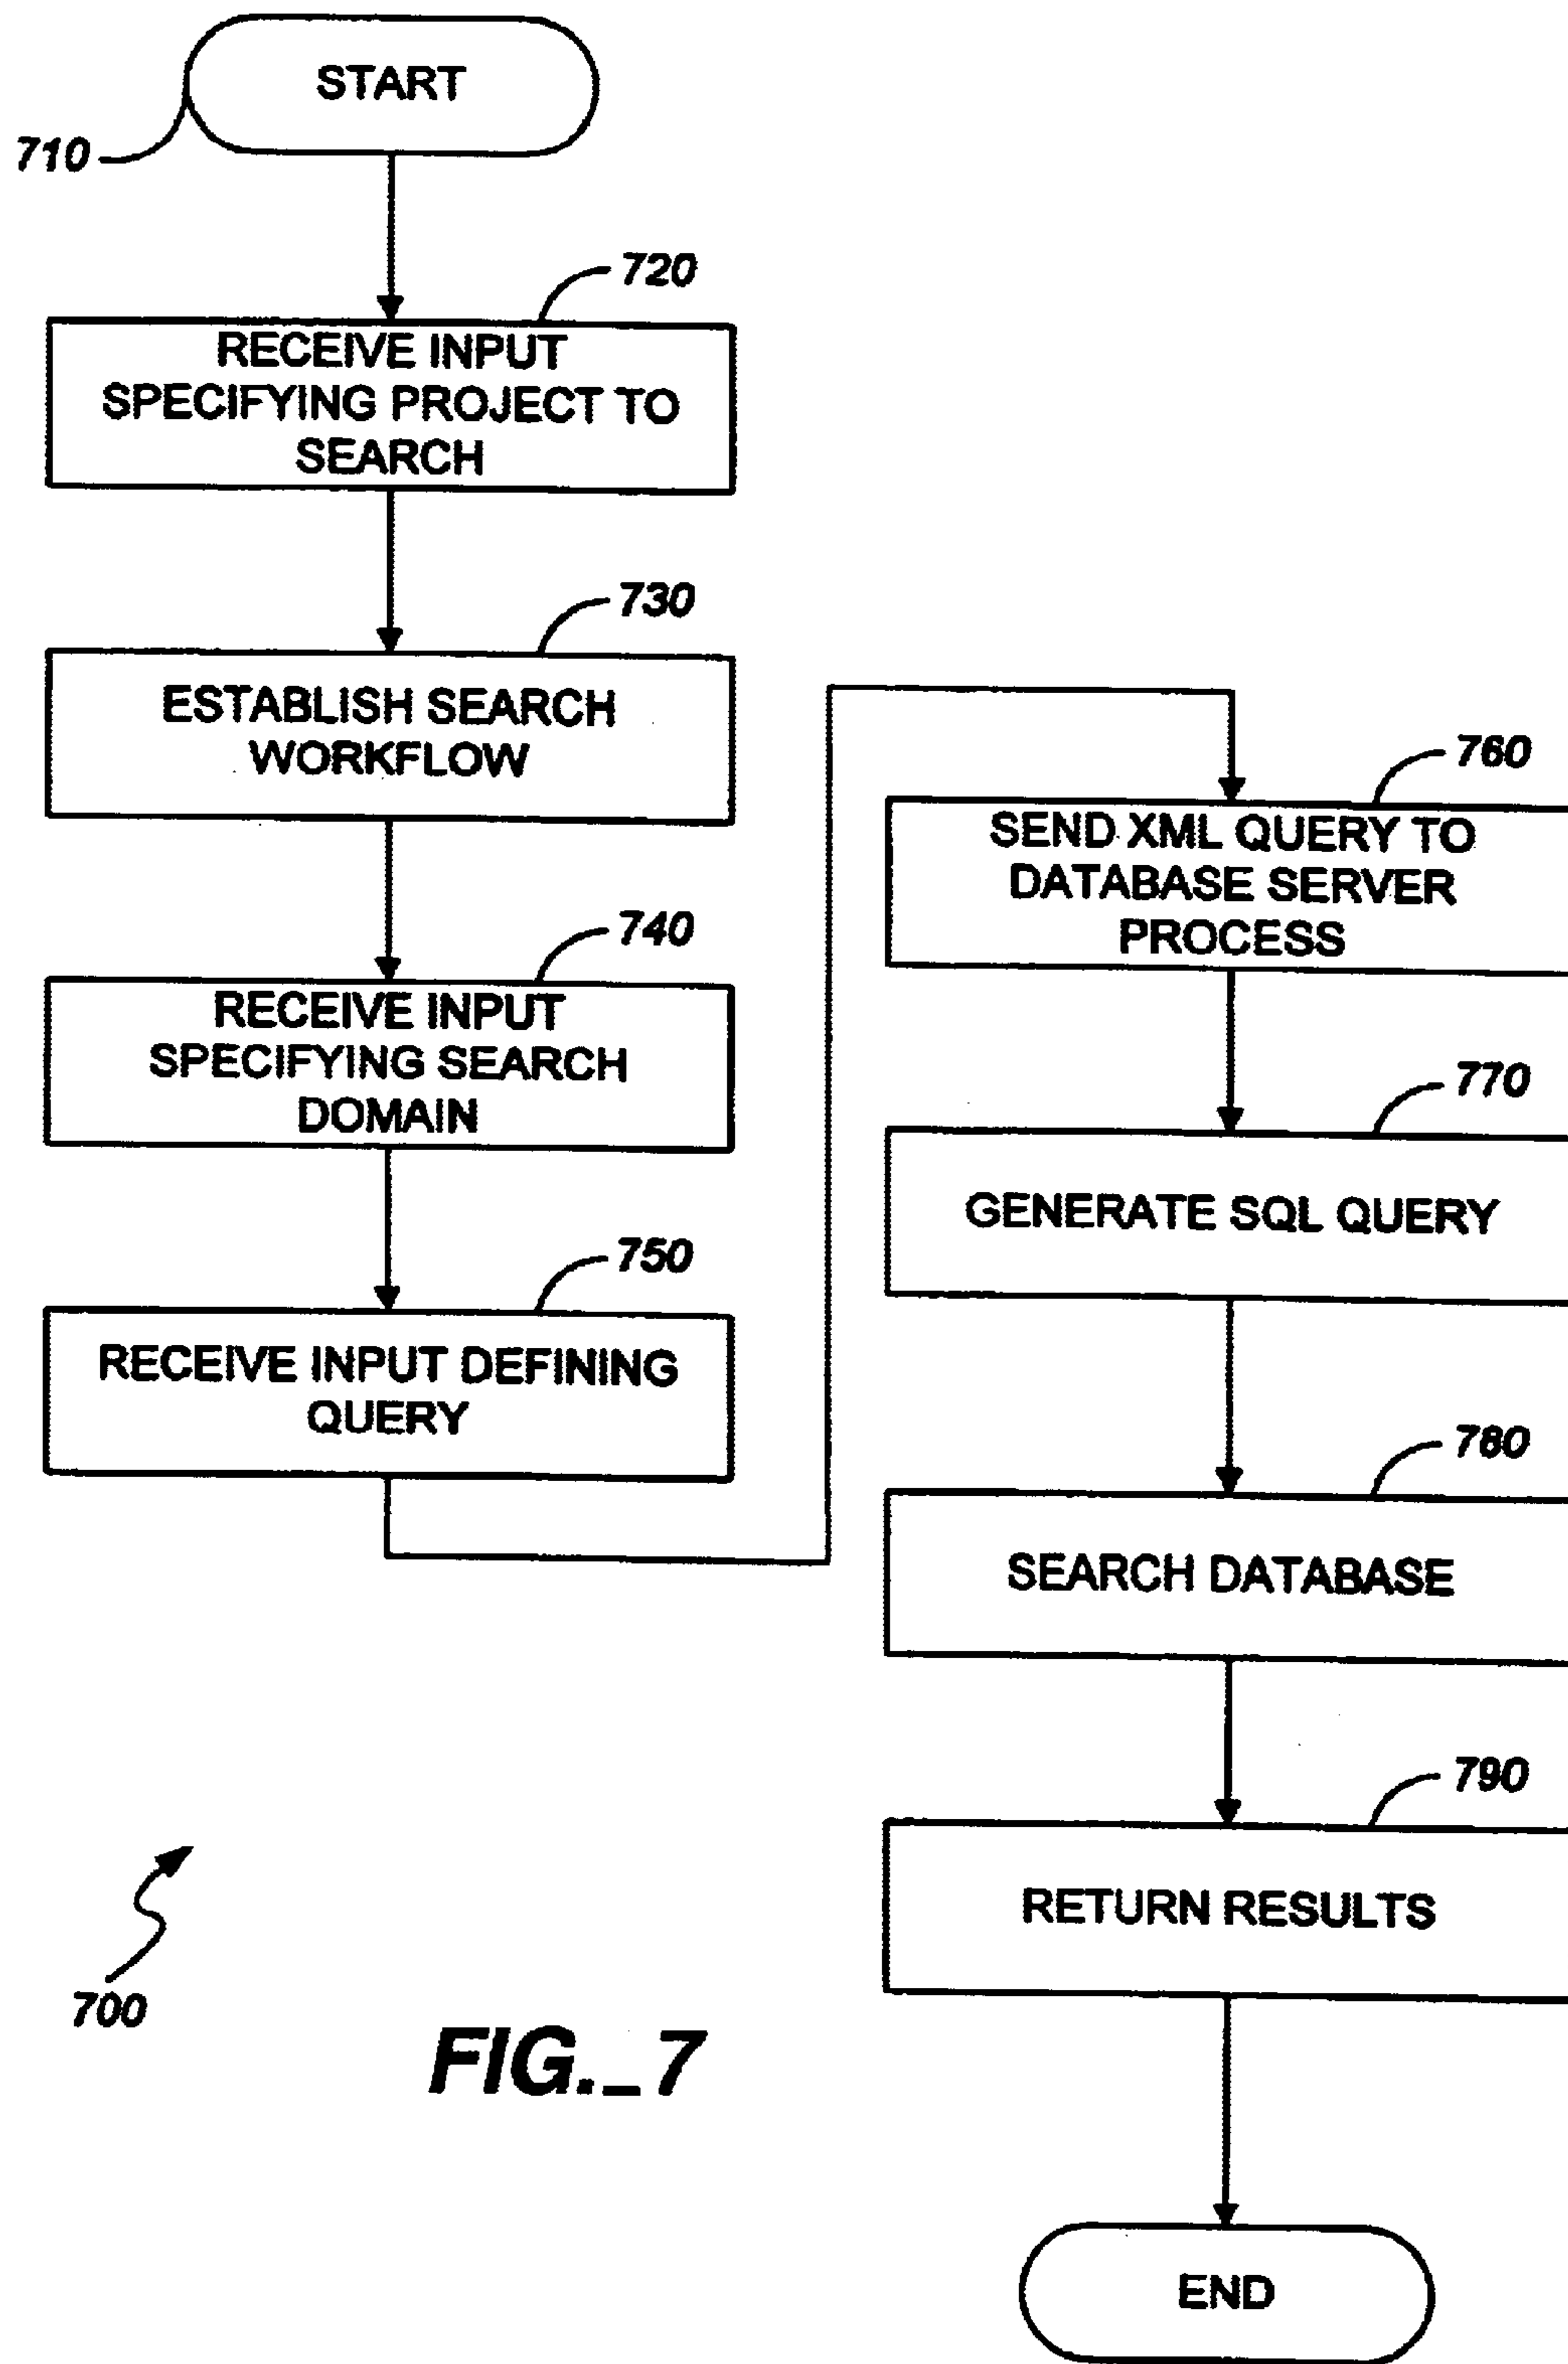 START
710
720
RECEIVE INPUT
SPECIFYING PROJECT TO
SEARCH
730
ESTABLISH SEARCH
WORKFLOW
740
RECEIVE INPUT
SPECIFYING SEARCH
DOMAIN
750
RECEIVE INPUT DEFINING
QUERY
760
SEND XML QUERY TO
DATABASE SERVER
PROCESS
770
GENERATE SQL QUERY
780
SEARCH DATABASE
790
RETURN RESULTS
END
700
FIG._7